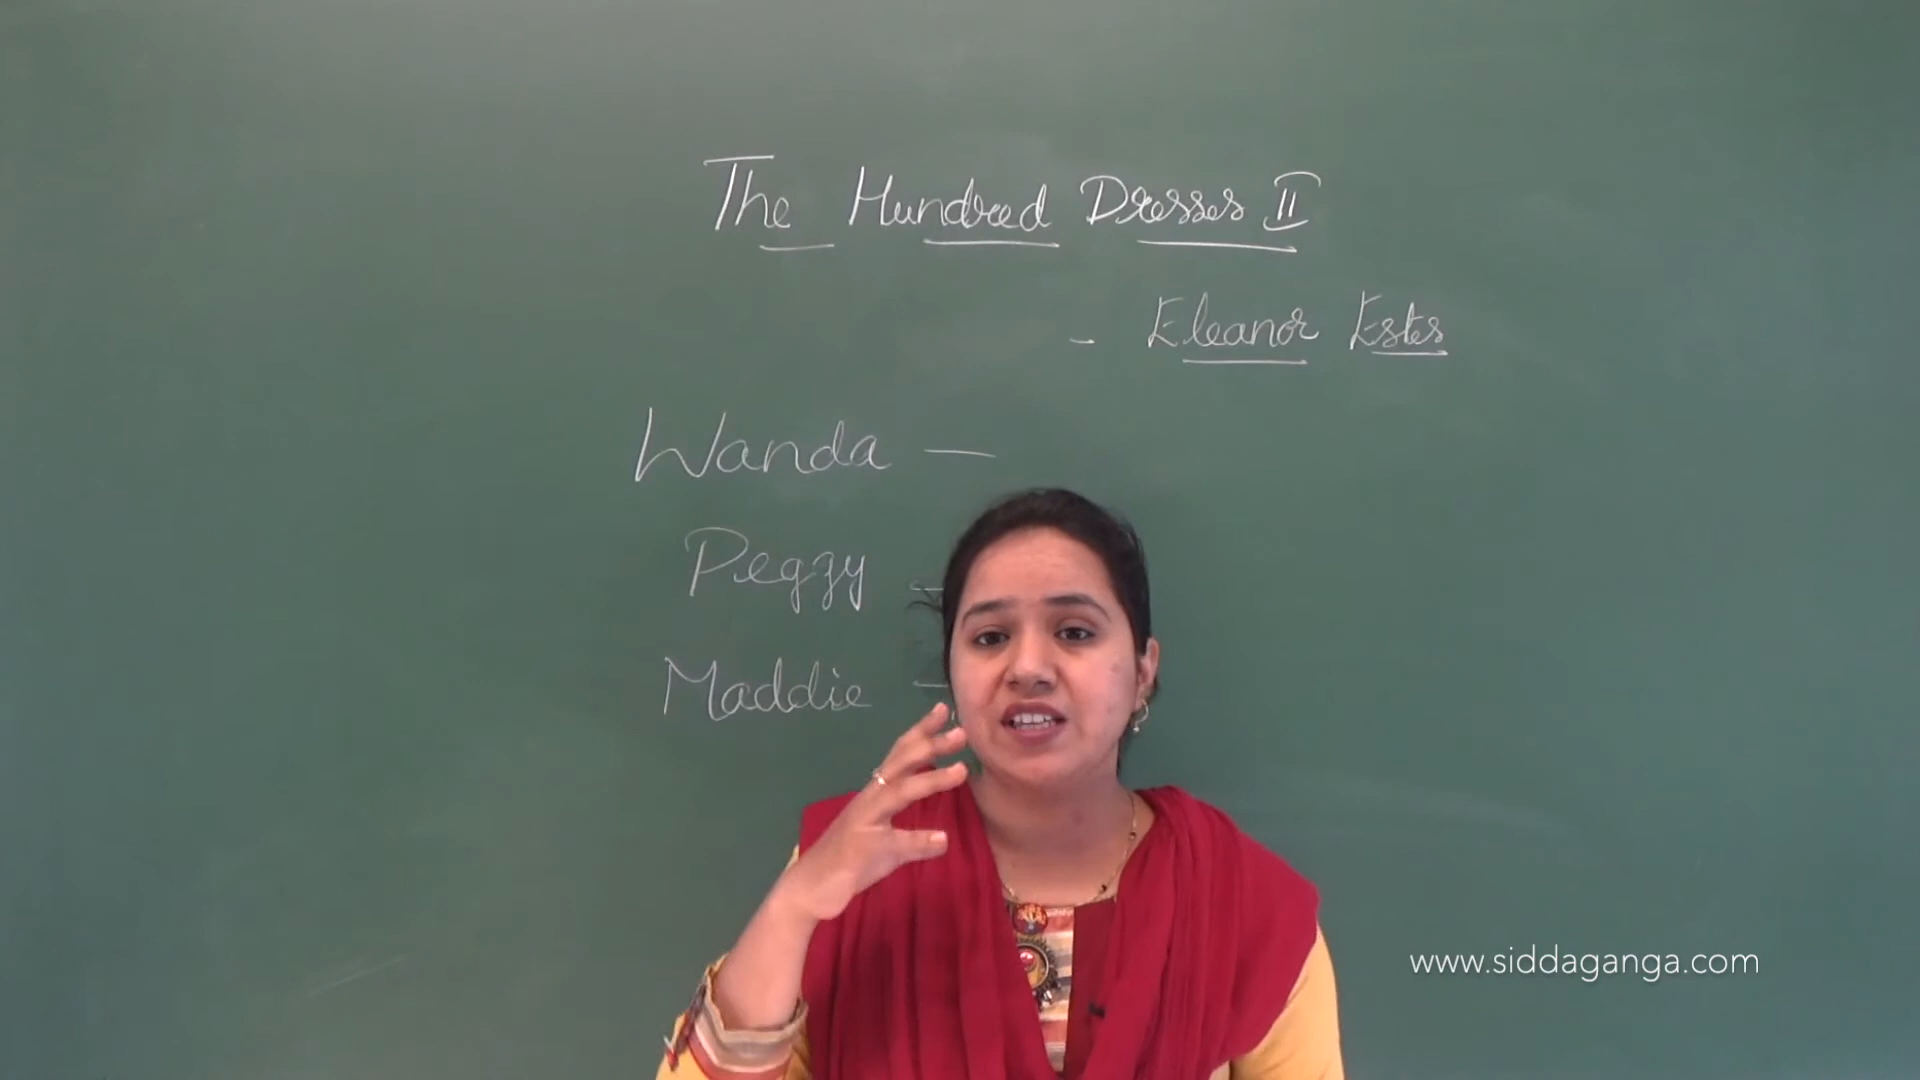 The Hundred Dresses II
- Eleanor Estes
Wanda —
Peggy -
Maddie -
www.siddaganga.com